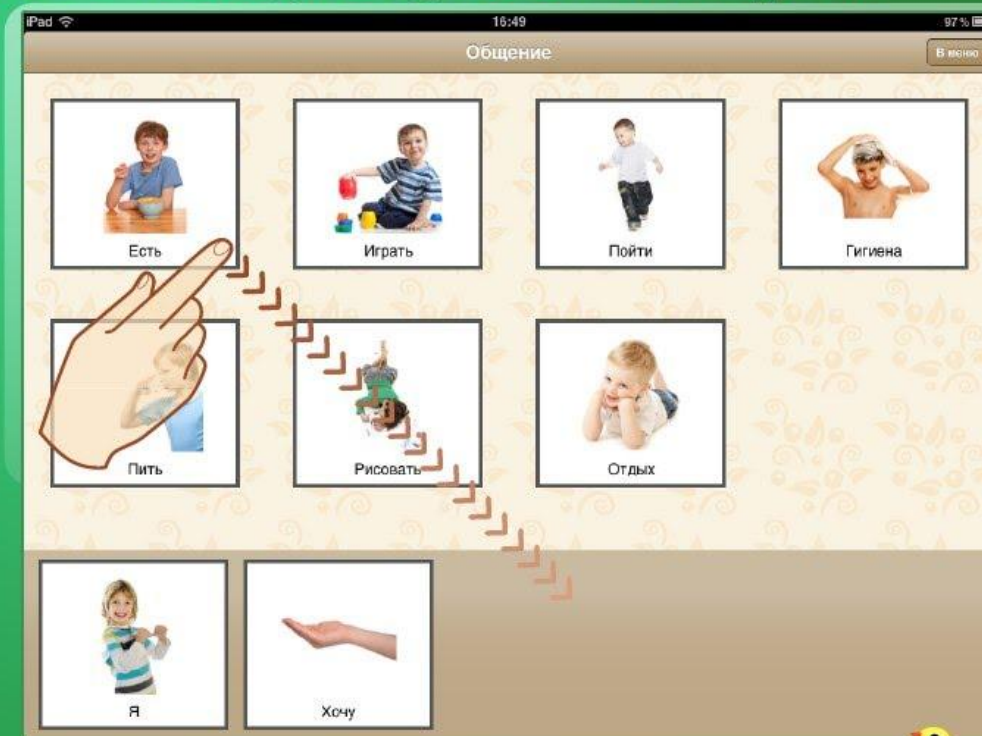 iPad 16:49 97%
Общение
В меню
Есть Играть Пойти Гигиена
Пить Рисовать Отдых
Я Хочу